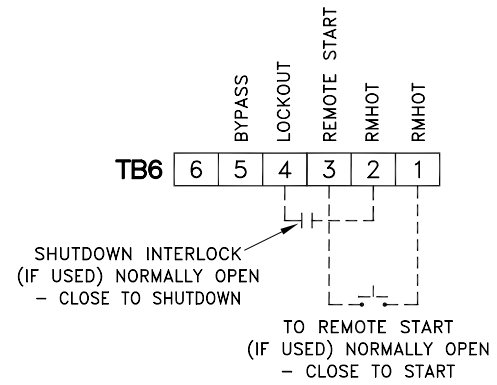 BYPASS
LOCKOUT
REMOTE START
RMHOT
RMHOT
TB6 6 5 4 3 2 1
SHUTDOWN INTERLOCK
(IF USED) NORMALLY OPEN
– CLOSE TO SHUTDOWN
TO REMOTE START
(IF USED) NORMALLY OPEN
– CLOSE TO START